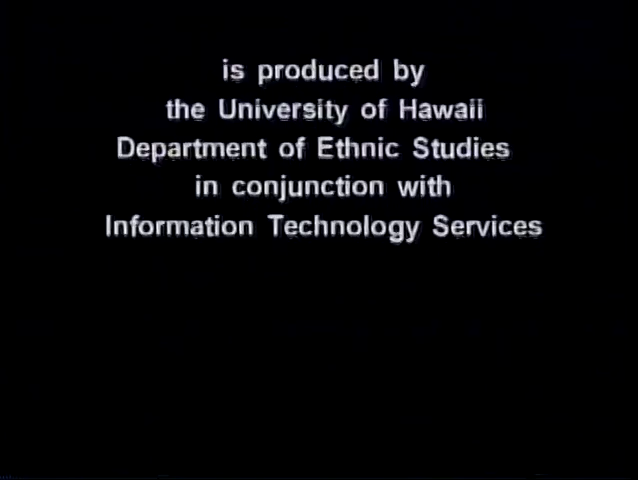 is produced by
the University of Hawaii
Department of Ethnic Studies
in conjunction with
Information Technology Services